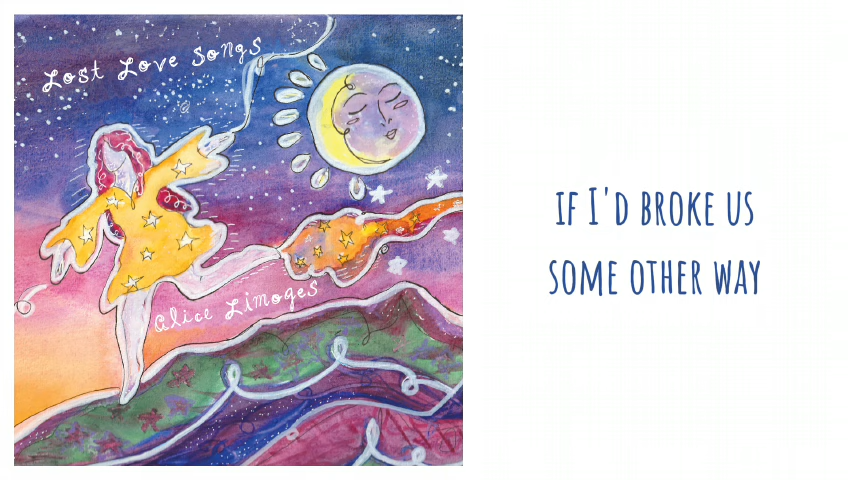 Lost Love Songs
Alice Limoges
IF I'D BROKE US
SOME OTHER WAY